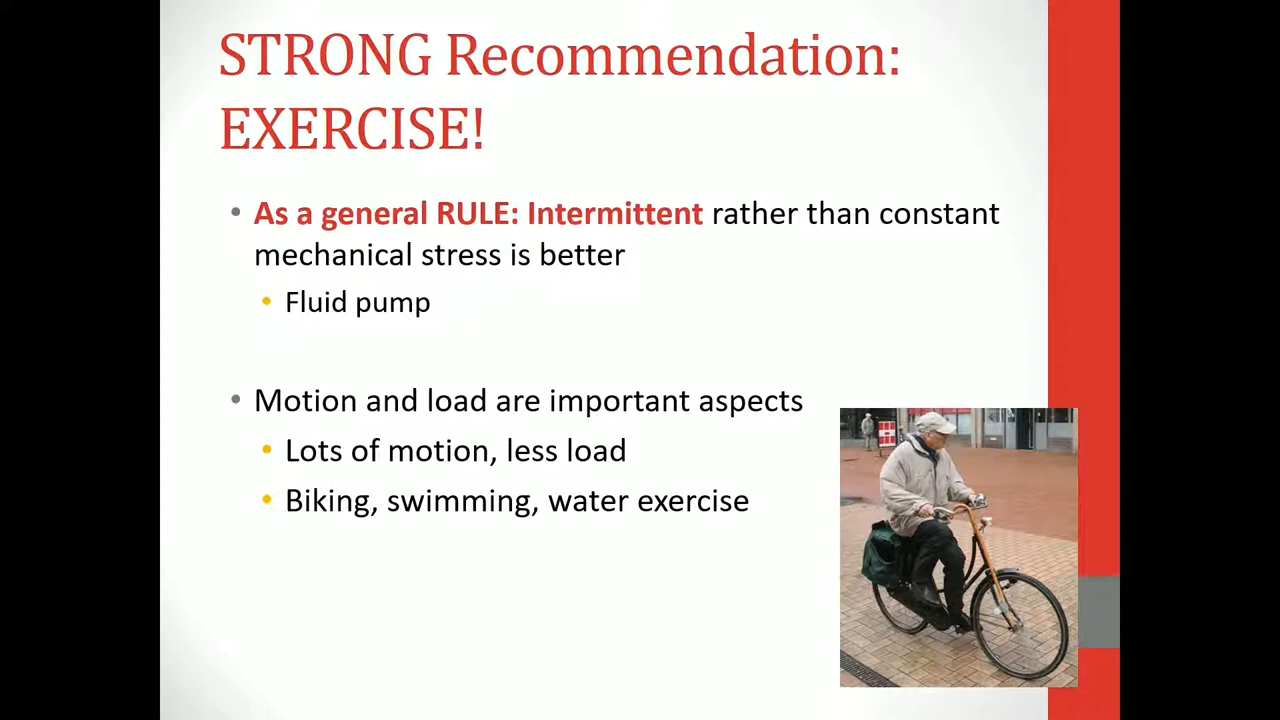 STRONG Recommendation:
EXERCISE!
• As a general RULE: Intermittent rather than constant
mechanical stress is better
• Fluid pump
• Motion and load are important aspects
• Lots of motion, less load
• Biking, swimming, water exercise